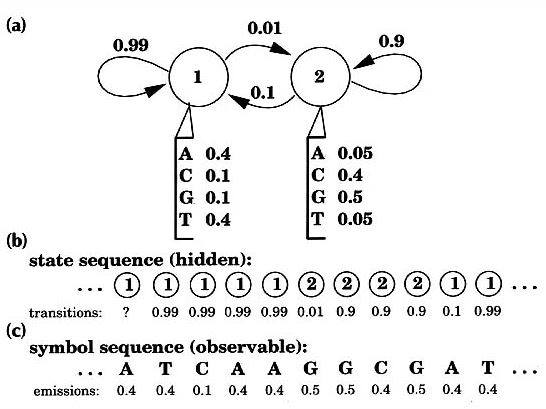 (a)
0.99
0.01
0.9
1
2
0.1
A 0.4
C 0.1
G 0.1
T 0.4
A 0.05
C 0.4
G 0.5
T 0.05
(b)
state sequence (hidden):
... 1 1 1 1 1 2 2 2 2 1 1 ...
transitions: ? 0.99 0.99 0.99 0.99 0.01 0.9 0.9 0.9 0.1 0.99
(c)
symbol sequence (observable):
... A T C A A G G C G A T ...
emissions: 0.4 0.4 0.1 0.4 0.4 0.5 0.5 0.4 0.5 0.4 0.4